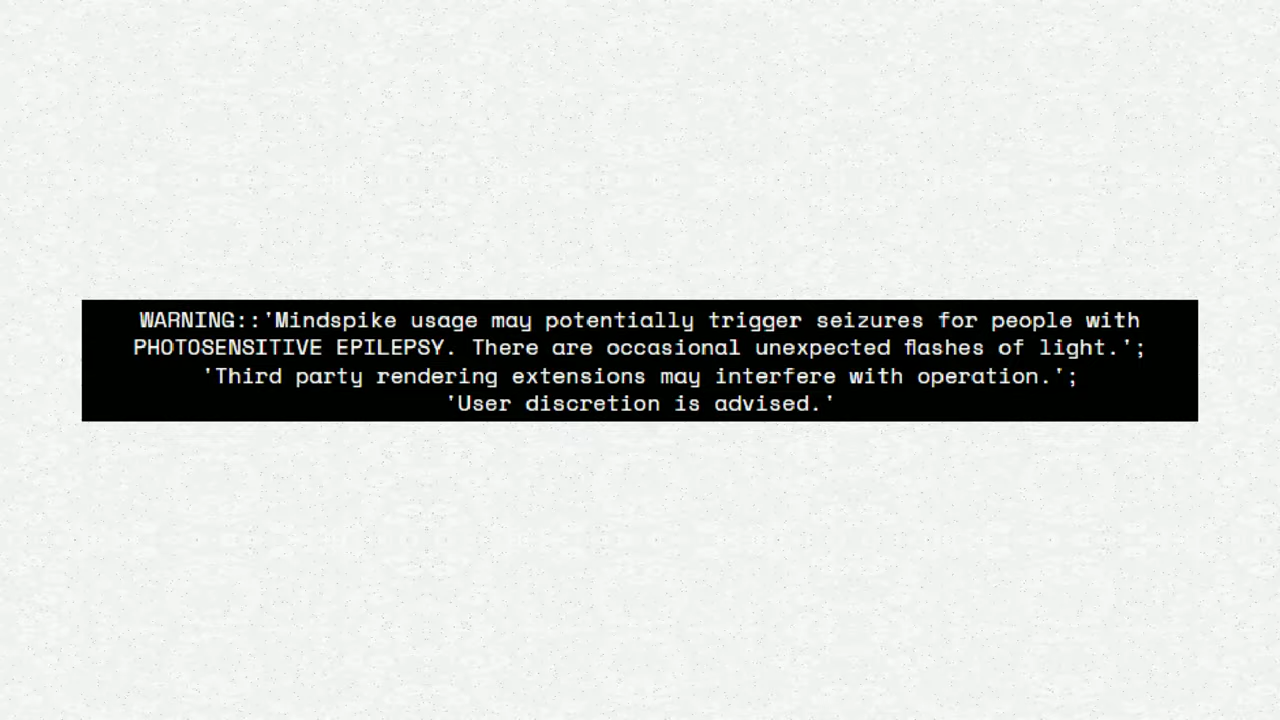 WARNING::'Mindspike usage may potentially trigger seizures for people with
PHOTOSENSITIVE EPILEPSY. There are occasional unexpected flashes of light.';
'Third party rendering extensions may interfere with operation.';
'User discretion is advised.'